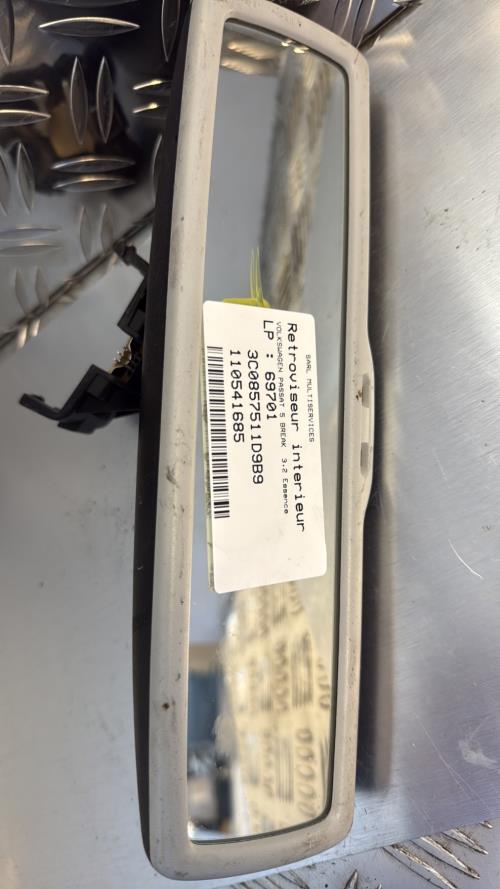 SARL MULTISERVICES
Retroviseur interieur
VOLKSWAGEN PASSAT 5 BREAK 3.2 Essence
LP : 69701
3C0857511D9B9
110541685